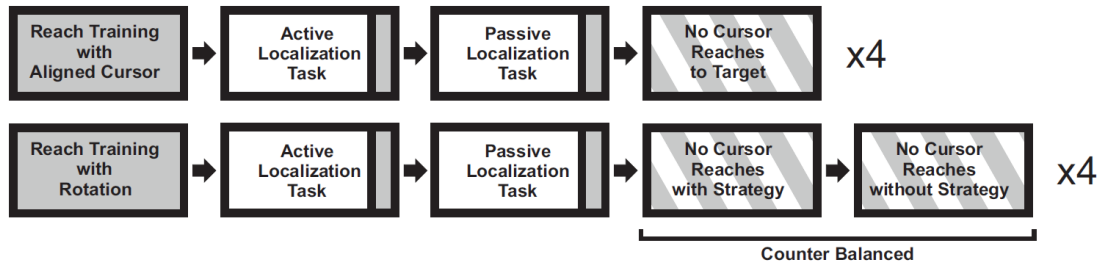 Reach Training
with
Aligned Cursor
Active
Localization
Task
Passive
Localization
Task
No Cursor
Reaches
to Target
x4
Reach Training
with
Rotation
Active
Localization
Task
Passive
Localization
Task
No Cursor
Reaches
with Strategy
No Cursor
Reaches
without Strategy
x4
Counter Balanced